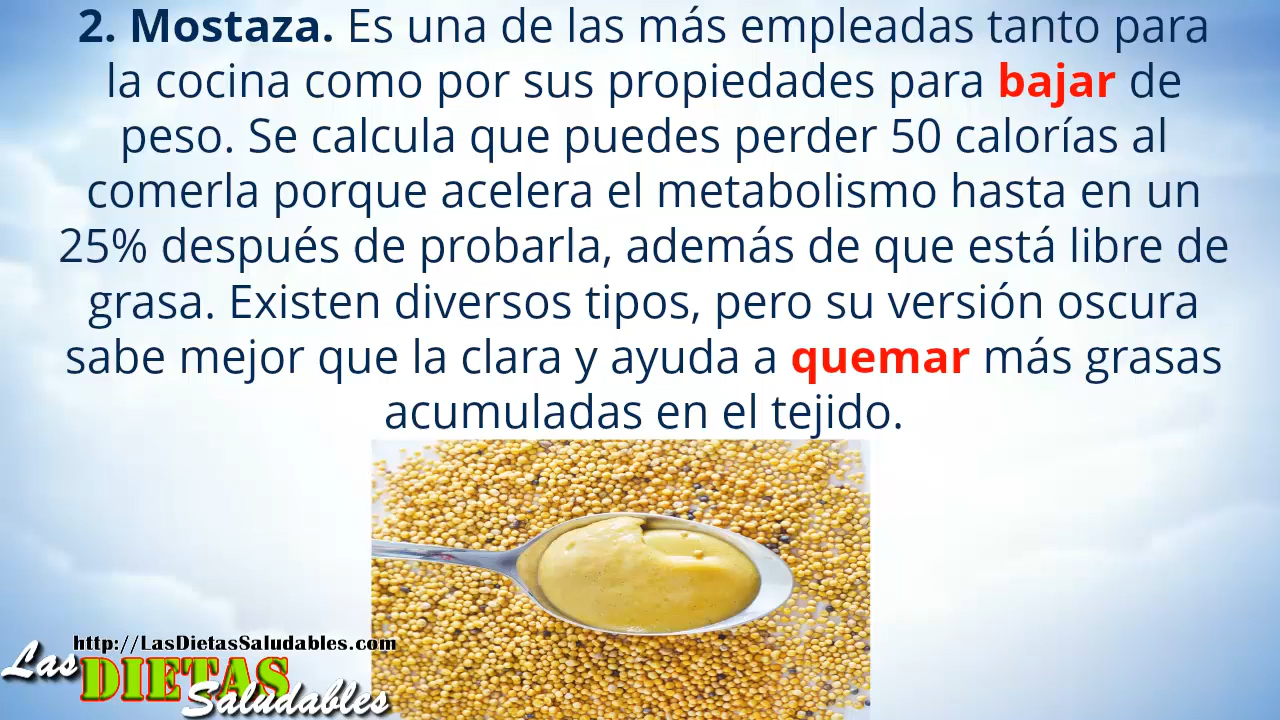 2. Mostaza. Es una de las más empleadas tanto para
la cocina como por sus propiedades para bajar de
peso. Se calcula que puedes perder 50 calorías al
comerla porque acelera el metabolismo hasta en un
25% después de probarla, además de que está libre de
grasa. Existen diversos tipos, pero su versión oscura
sabe mejor que la clara y ayuda a quemar más grasas
acumuladas en el tejido.
http://LasDietasSaludables.com
Las
DIETAS
Saludables